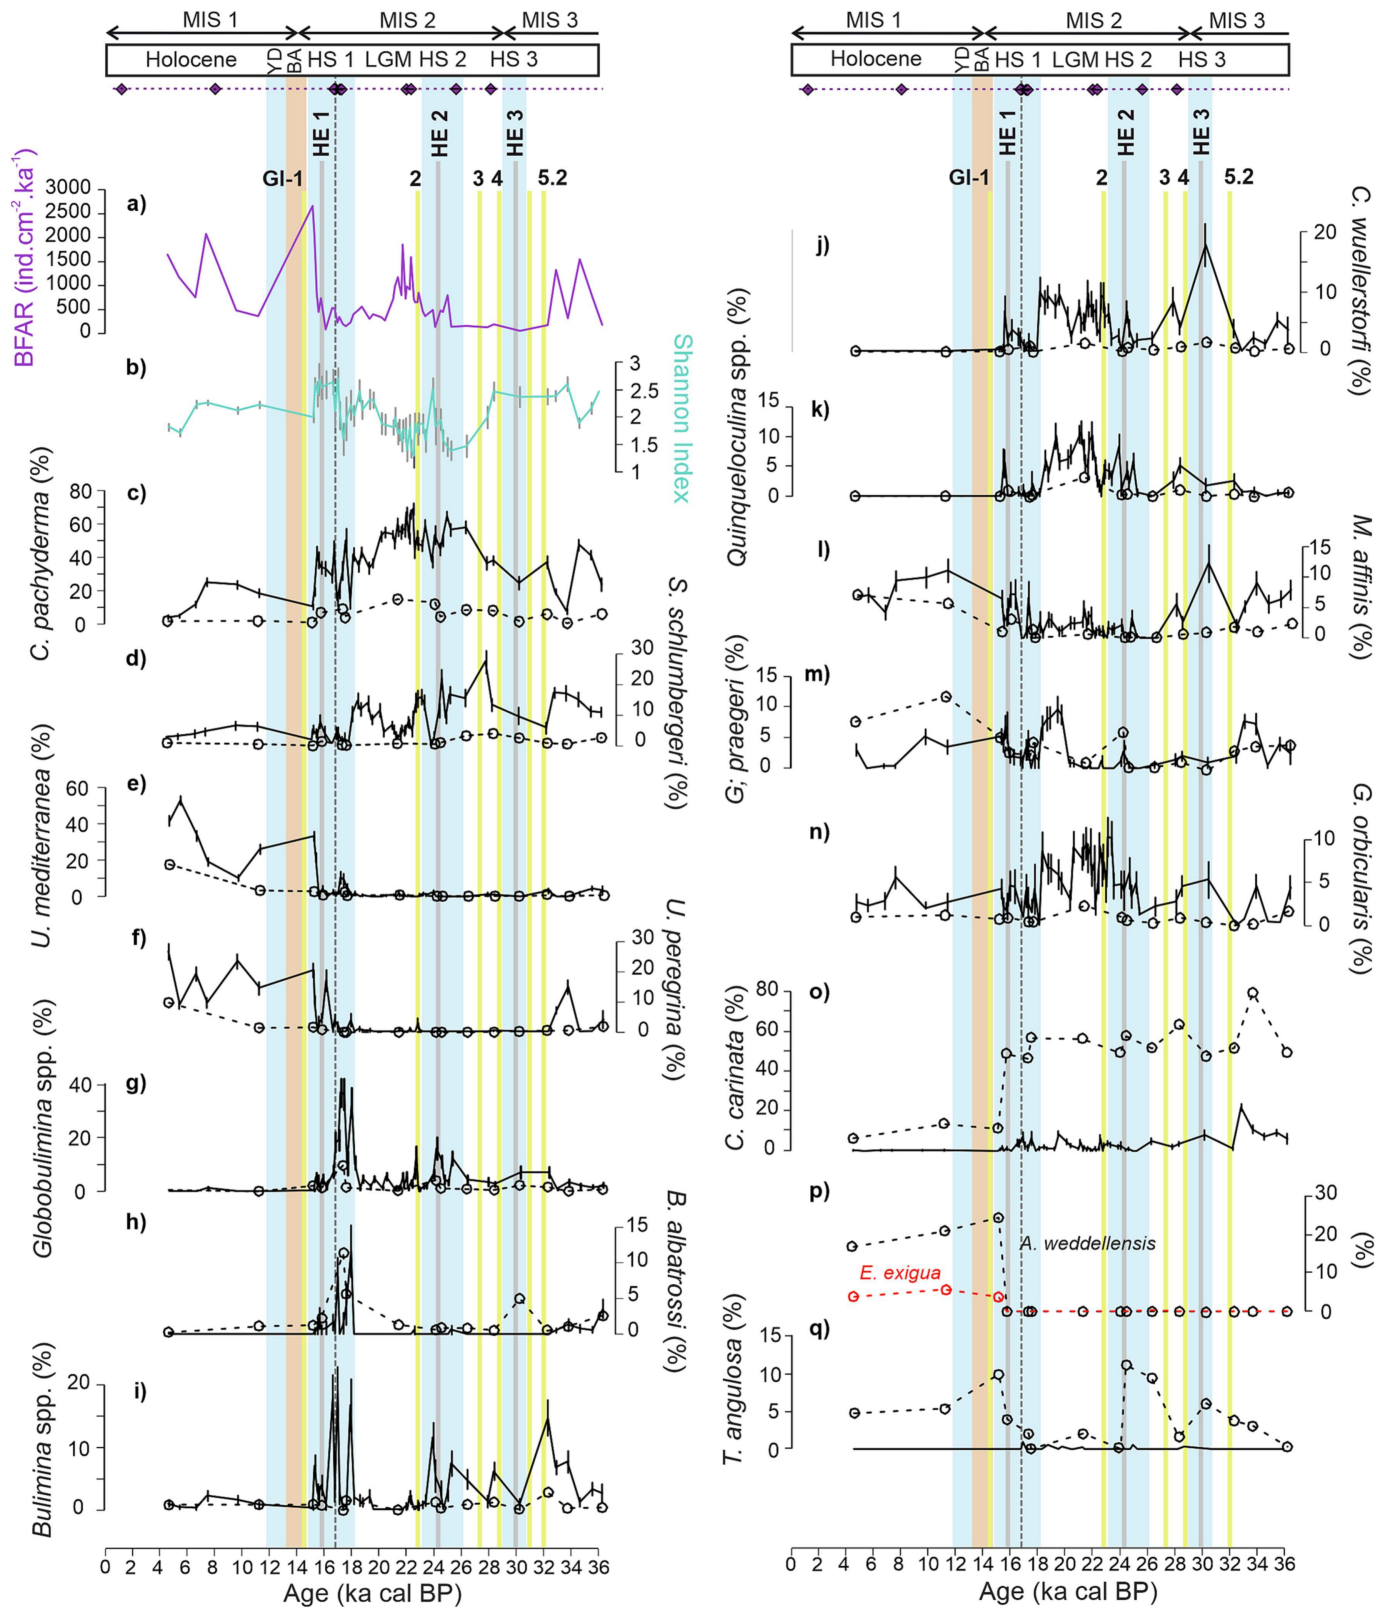 MIS 1 MIS 2 MIS 3
Holocene YD BA HS 1 LGM HS 2 HS 3
HE 1 HE 2 HE 3
GI-1 2 3 4 5.2
BFAR (ind.cm-2.ka-1)
3000
2500
2000
1500
1000
500
0
a)
Shannon Index
3
2.5
2
1.5
1
b)
C. pachyderma (%)
80
60
40
20
0
c)
S. schlumbergeri (%)
30
20
10
0
d)
U. mediterranea (%)
60
40
20
0
e)
U. peregrina (%)
30
20
10
0
f)
Globobulimina spp. (%)
40
20
0
g)
B. albatrossi (%)
15
10
5
0
h)
Bulimina spp. (%)
20
10
0
i)
0 2 4 6 8 10 12 14 16 18 20 22 24 26 28 30 32 34 36
Age (ka cal BP)
MIS 1 MIS 2 MIS 3
Holocene YD BA HS 1 LGM HS 2 HS 3
HE 1 HE 2 HE 3
GI-1 2 3 4 5.2
C. wuellerstorfi (%)
20
10
0
j)
Quinqueloculina spp. (%)
15
10
5
0
k)
M. affinis (%)
15
10
5
0
l)
G; praegeri (%)
15
10
5
0
m)
G. orbicularis (%)
10
5
0
n)
C. carinata (%)
80
60
40
20
0
o)
(%)
30
20
10
0
p)
A. weddellensis
E. exigua
T. angulosa (%)
15
10
5
0
q)
0 2 4 6 8 10 12 14 16 18 20 22 24 26 28 30 32 34 36
Age (ka cal BP)